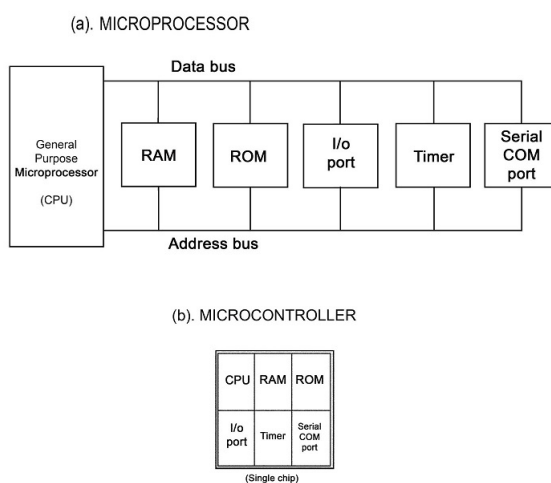 (a). MICROPROCESSOR
Data bus
General
Purpose
Microprocessor
(CPU)
RAM
ROM
I/o
port
Timer
Serial
COM
port
Address bus
(b). MICROCONTROLLER
CPU
RAM
ROM
I/o
port
Timer
Serial
COM
port
(Single chip)